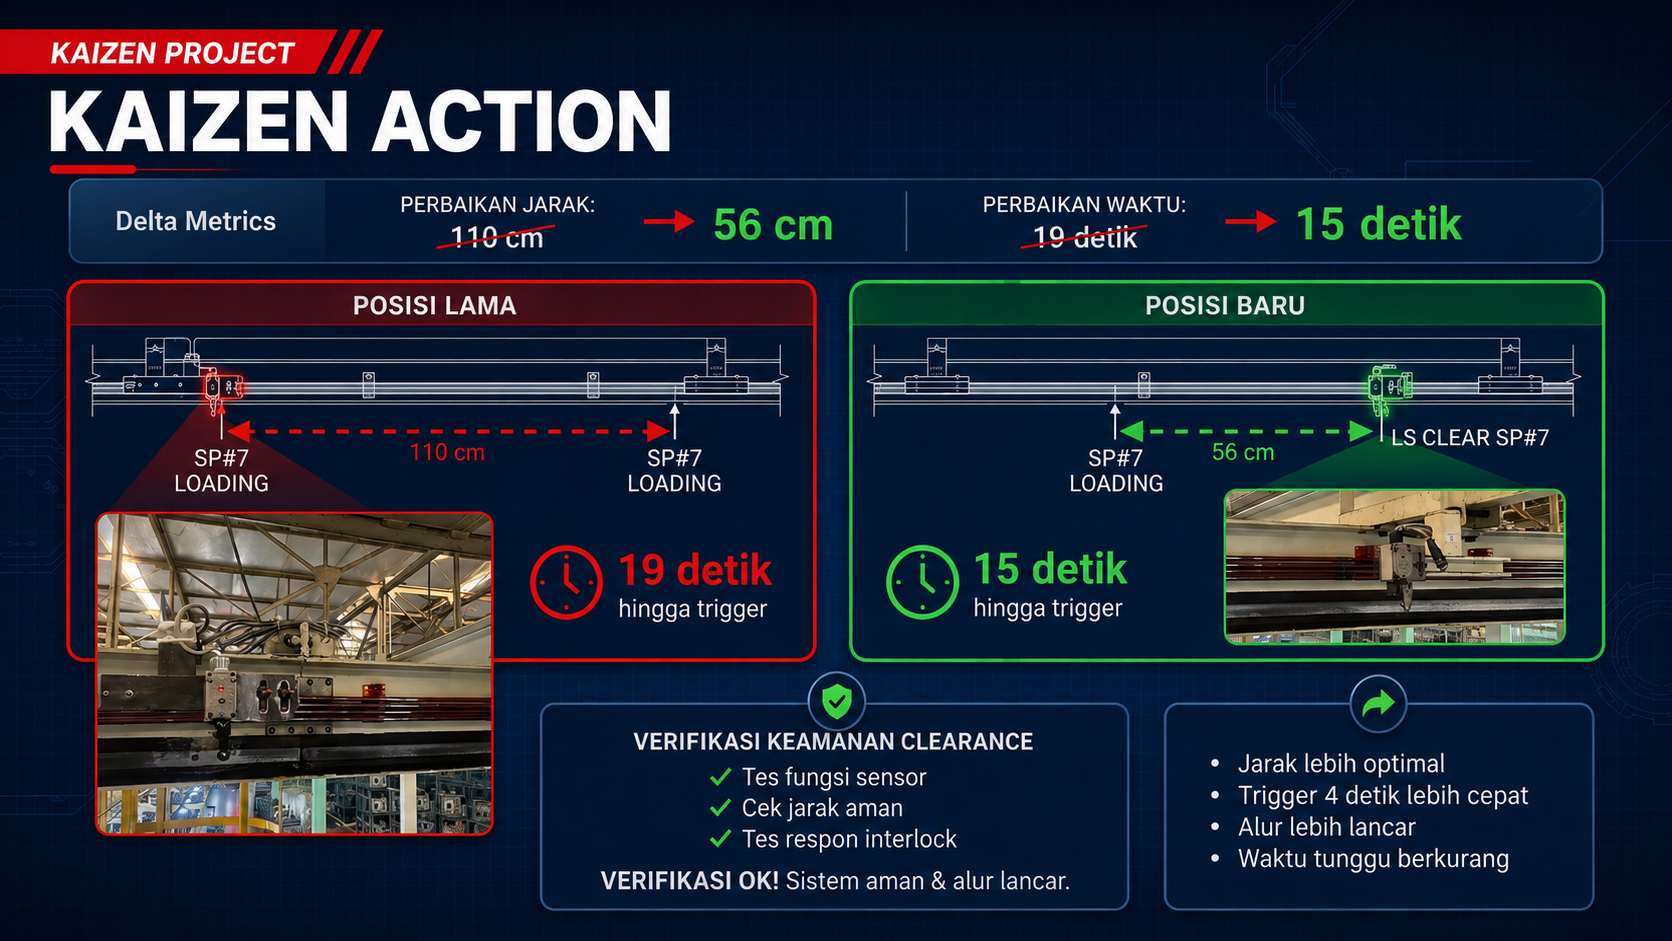 KAIZEN PROJECT
KAIZEN ACTION
Delta Metrics
PERBAIKAN JARAK:
110 cm
56 cm
PERBAIKAN WAKTU:
19 detik
15 detik
POSISI LAMA
110 cm
SP#7
LOADING
SP#7
LOADING
19 detik
hingga trigger
POSISI BARU
LS CLEAR SP#7
56 cm
SP#7
LOADING
15 detik
hingga trigger
VERIFIKASI KEAMANAN CLEARANCE
Tes fungsi sensor
Cek jarak aman
Tes respon interlock
VERIFIKASI OK! Sistem aman & alur lancar.
• Jarak lebih optimal
• Trigger 4 detik lebih cepat
• Alur lebih lancar
• Waktu tunggu berkurang